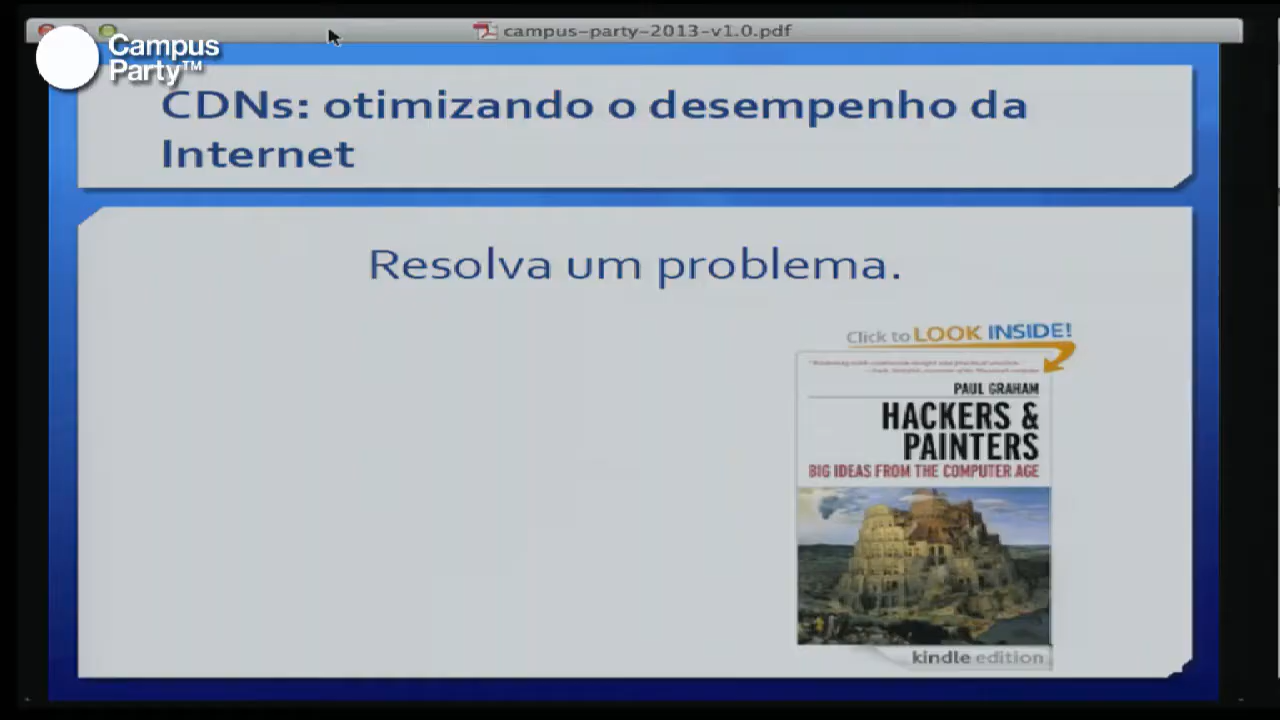 campus-party-2013-v1.0.pdf
Campus
Party™
CDNs: otimizando o desempenho da
Internet
Resolva um problema.
Click to LOOK INSIDE!
PAUL GRAHAM
HACKERS &
PAINTERS
BIG IDEAS FROM THE COMPUTER AGE
kindle edition